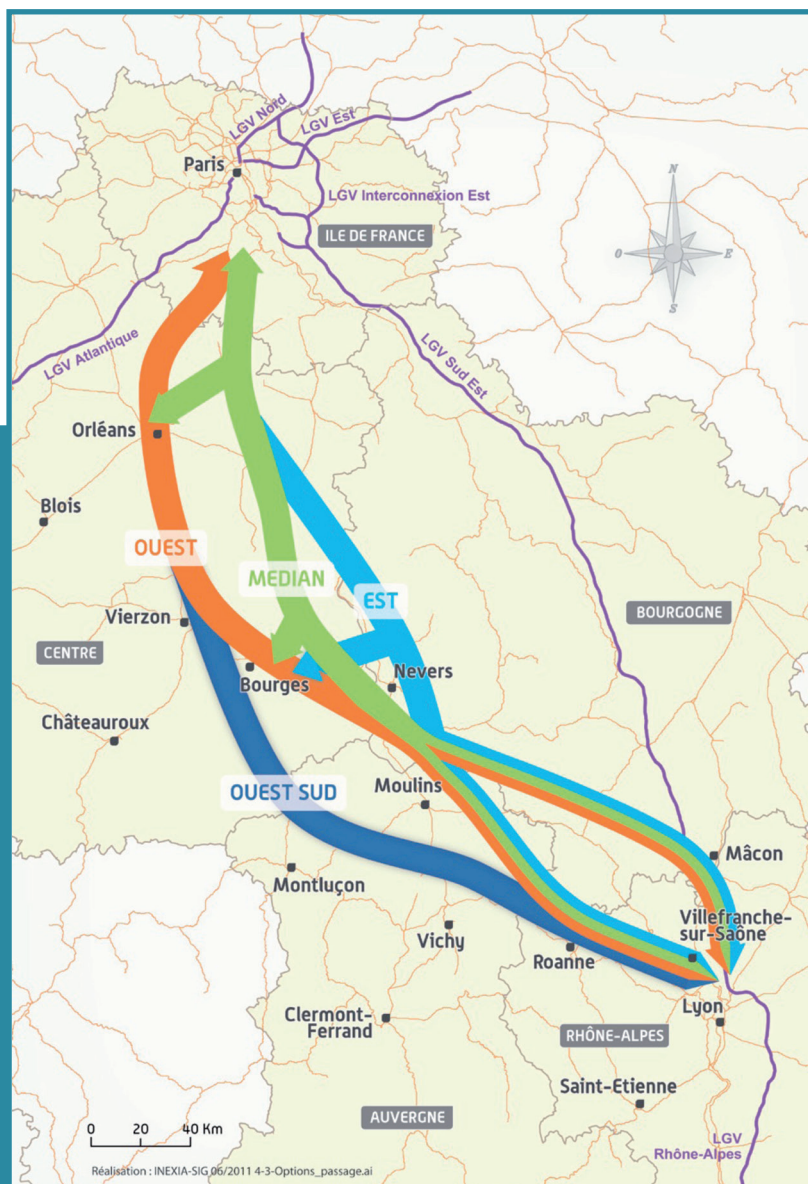 LGV Nord
LGV Est
Paris
LGV Interconnexion Est
ILE DE FRANCE
N
O
E
S
LGV Atlantique
LGV Sud Est
Orléans
Blois
OUEST
MEDIAN
EST
BOURGOGNE
Vierzon
CENTRE
Bourges
Nevers
Châteauroux
OUEST SUD
Moulins
Mâcon
Montluçon
Villefranche-
sur-Saône
Vichy
Roanne
Clermont-
Ferrand
Lyon
RHÔNE-ALPES
Saint-Etienne
AUVERGNE
0 20 40 Km
LGV
Rhône-Alpes
Réalisation : INEXIA-SIG 06/2011 4-3-Options_passage.ai